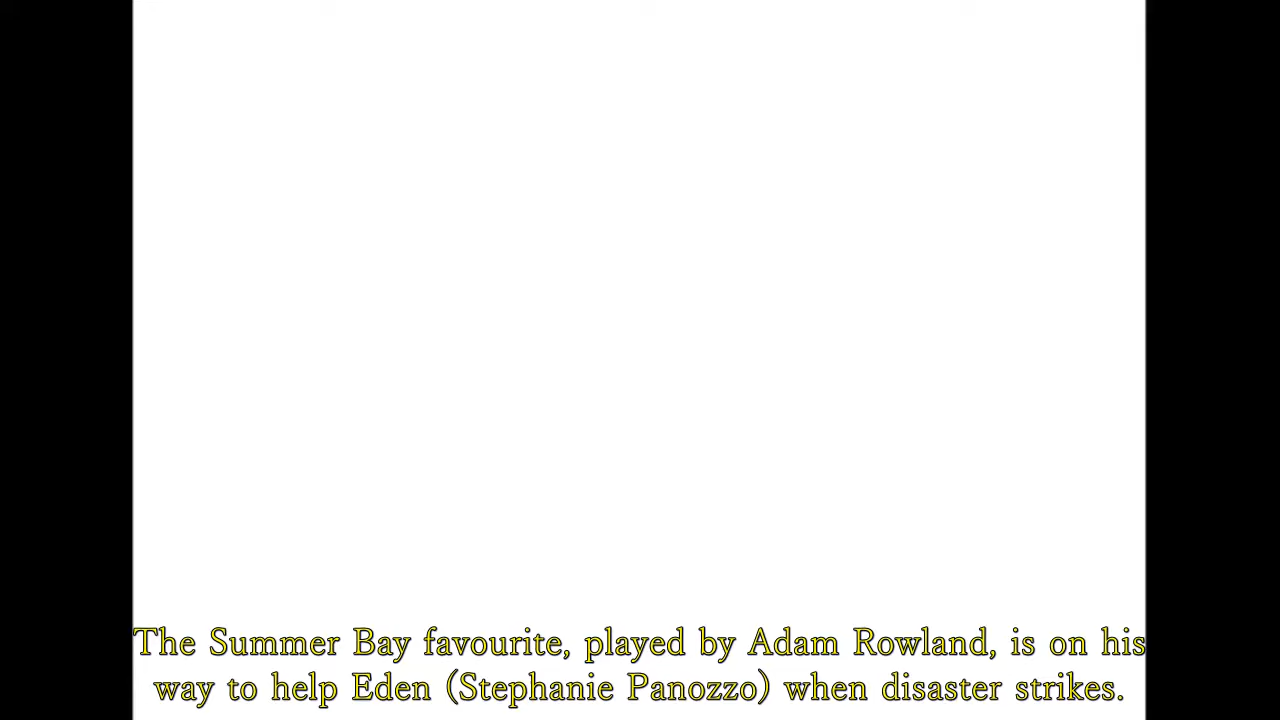 The Summer Bay favourite, played by Adam Rowland, is on his
way to help Eden (Stephanie Panozzo) when disaster strikes.